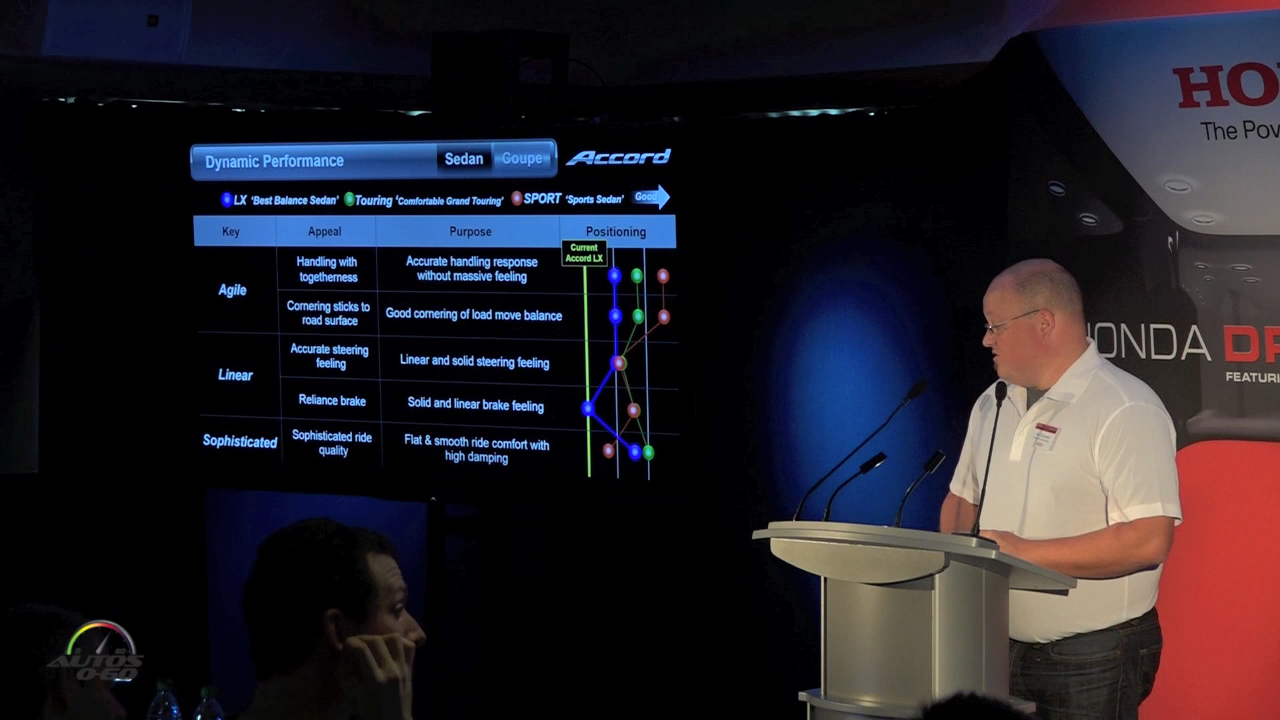 Dynamic Performance
Sedan
Coupe
ACCORD
LX 'Best Balance Sedan'
Touring 'Comfortable Grand Touring'
SPORT 'Sports Sedan'
Good
Key
Appeal
Purpose
Positioning
Current
Accord LX
Agile
Handling with
togetherness
Accurate handling response
without massive feeling
Cornering sticks to
road surface
Good cornering of load move balance
Linear
Accurate steering
feeling
Linear and solid steering feeling
Reliance brake
Solid and linear brake feeling
Sophisticated
Sophisticated ride
quality
Flat & smooth ride comfort with
high damping
HO
The Pow
ONDA DR
FEATURI
AUTOS
0-60